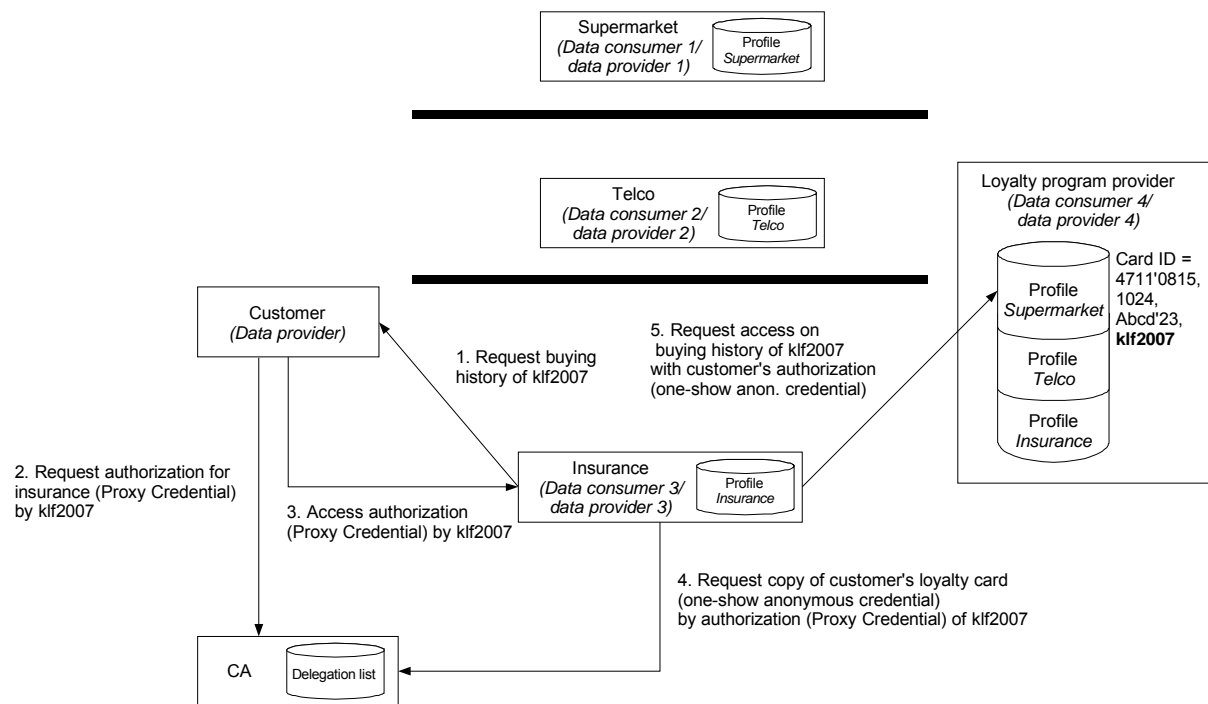 Supermarket
(Data consumer 1/
data provider 1)
Profile
Supermarket
Telco
(Data consumer 2/
data provider 2)
Profile
Telco
Loyalty program provider
(Data consumer 4/
data provider 4)
Profile
Supermarket
Profile
Telco
Profile
Insurance
Card ID =
4711'0815,
1024,
Abcd'23,
klf2007
Customer
(Data provider)
1. Request buying
history of klf2007
5. Request access on
buying history of klf2007
with customer's authorization
(one-show anon. credential)
2. Request authorization for
insurance (Proxy Credential)
by klf2007
3. Access authorization
(Proxy Credential) by klf2007
Insurance
(Data consumer 3/
data provider 3)
Profile
Insurance
4. Request copy of customer's loyalty card
(one-show anonymous credential)
by authorization (Proxy Credential) of klf2007
CA
Delegation list